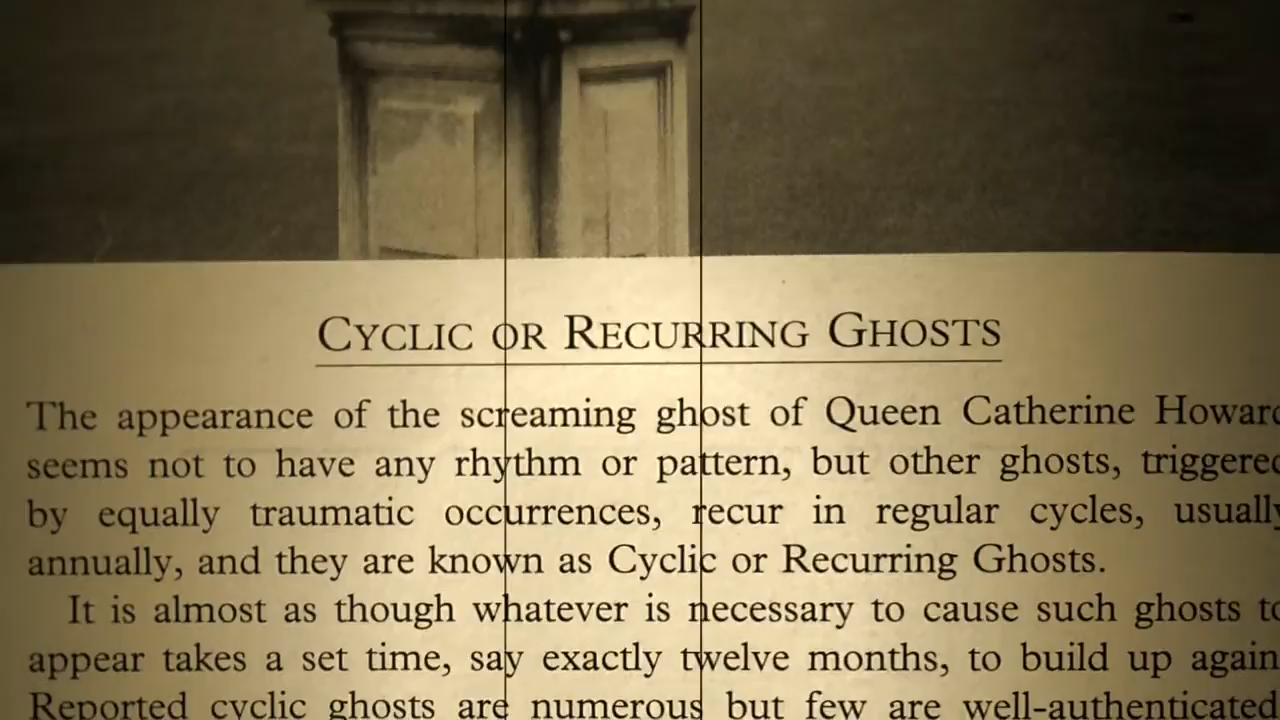 CYCLIC OR RECURRING GHOSTS
The appearance of the screaming ghost of Queen Catherine Howard
seems not to have any rhythm or pattern, but other ghosts, triggered
by equally traumatic occurrences, recur in regular cycles, usually
annually, and they are known as Cyclic or Recurring Ghosts.
It is almost as though whatever is necessary to cause such ghosts to
appear takes a set time, say exactly twelve months, to build up again.
Reported cyclic ghosts are numerous but few are well-authenticated